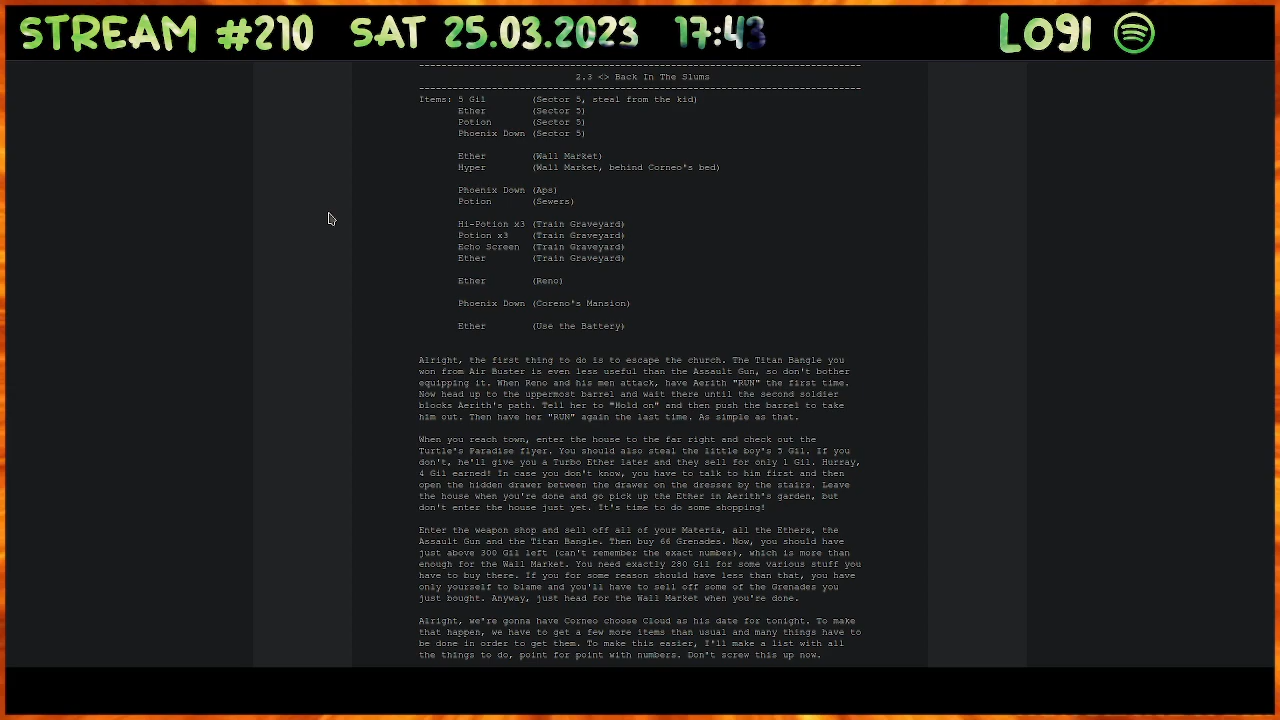 STREAM #210 SAT 25.03.2023 17:43 LO9I
--------------------------------------------------------------------------
2.3 <> Back In The Slums
--------------------------------------------------------------------------
Items: 5 Gil (Sector 5, steal from the kid)
Ether (Sector 5)
Potion (Sector 5)
Phoenix Down (Sector 5)
Ether (Wall Market)
Hyper (Wall Market, behind Corneo's bed)
Phoenix Down (Aps)
Potion (Sewers)
Hi-Potion x3 (Train Graveyard)
Potion x3 (Train Graveyard)
Echo Screen (Train Graveyard)
Ether (Train Graveyard)
Ether (Reno)
Phoenix Down (Coreno's Mansion)
Ether (Use the Battery)
Alright, the first thing to do is to escape the church. The Titan Bangle you
won from Air Buster is even less useful than the Assault Gun, so don't bother
equipping it. When Reno and his men attack, have Aerith "RUN" the first time.
Now head up to the uppermost barrel and wait there until the second soldier
blocks Aerith's path. Tell her to "Hold on" and then push the barrel to take
him out. Then have her "RUN" again the last time. As simple as that.
When you reach town, enter the house to the far right and check out the
Turtle's Paradise flyer. You should also steal the little boy's 5 Gil. If you
don't, he'll give you a Turbo Ether later and they sell for only 1 Gil. Hurray,
4 Gil earned! In case you don't know, you have to talk to him first and then
open the hidden drawer between the drawer on the dresser by the stairs. Leave
the house when you're done and go pick up the Ether in Aerith's garden, but
don't enter the house just yet. It's time to do some shopping!
Enter the weapon shop and sell off all of your Materia, all the Ethers, the
Assault Gun and the Titan Bangle. Then buy 66 Grenades. Now, you should have
just above 300 Gil left (can't remember the exact number), which is more than
enough for the Wall Market. You need exactly 280 Gil for some various stuff you
have to buy there. If you for some reason should have less than that, you have
only yourself to blame and you'll have to sell off some of the Grenades you
just bought. Anyway, just head for the Wall Market when you're done.
Alright, we're gonna have Corneo choose Cloud as his date for tonight. To make
that happen, we have to get a few more items than usual and many things have to
be done in order to get them. To make this easier, I'll make a list with all
the things to do, point for point with numbers. Don't screw this up now.